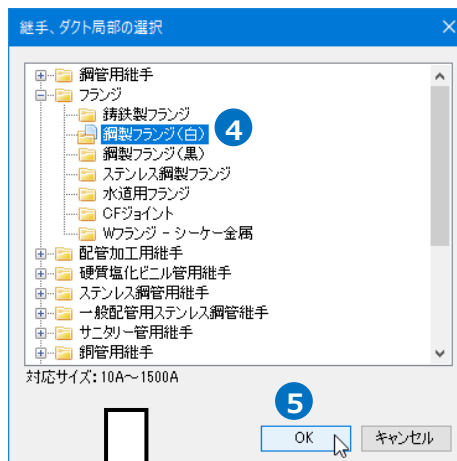 継手、ダクト局部の選択
鋼管用継手
フランジ
鋳鉄製フランジ
鋼製フランジ(白)
4
鋼製フランジ(黒)
ステンレス鋼製フランジ
水道用フランジ
CFジョイント
Wフランジ - シーケー金属
配管加工用継手
硬質塩化ビニル管用継手
ステンレス鋼管用継手
一般配管用ステンレス鋼管継手
サニタリー管用継手
銅管用継手
対応サイズ：10A～1500A
5
OK
キャンセル